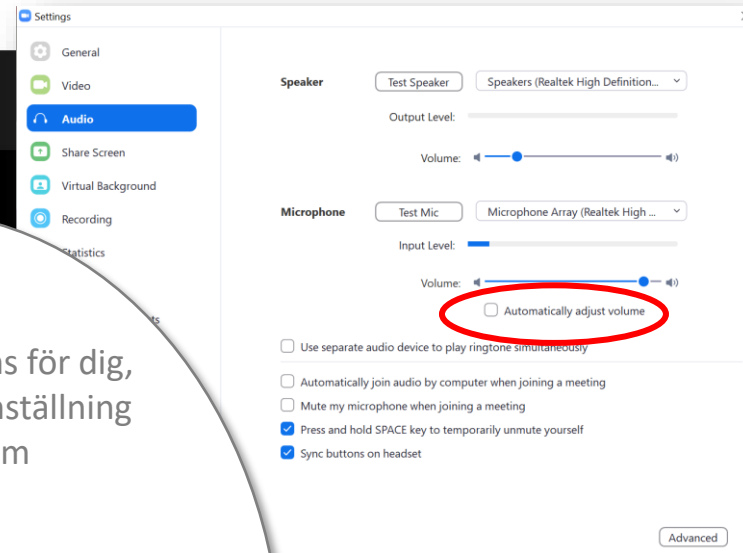 Settings
General
Video
Audio
Share Screen
Virtual Background
Recording
Statistics
Speaker
Test Speaker
Speakers (Realtek High Definition...
Output Level:
Volume:
Microphone
Test Mic
Microphone Array (Realtek High ...
Input Level:
Volume:
Automatically adjust volume
Use separate audio device to play ringtone simultaneously
Automatically join audio by computer when joining a meeting
Mute my microphone when joining a meeting
Press and hold SPACE key to temporarily unmute yourself
Sync buttons on headset
Advanced
för dig,